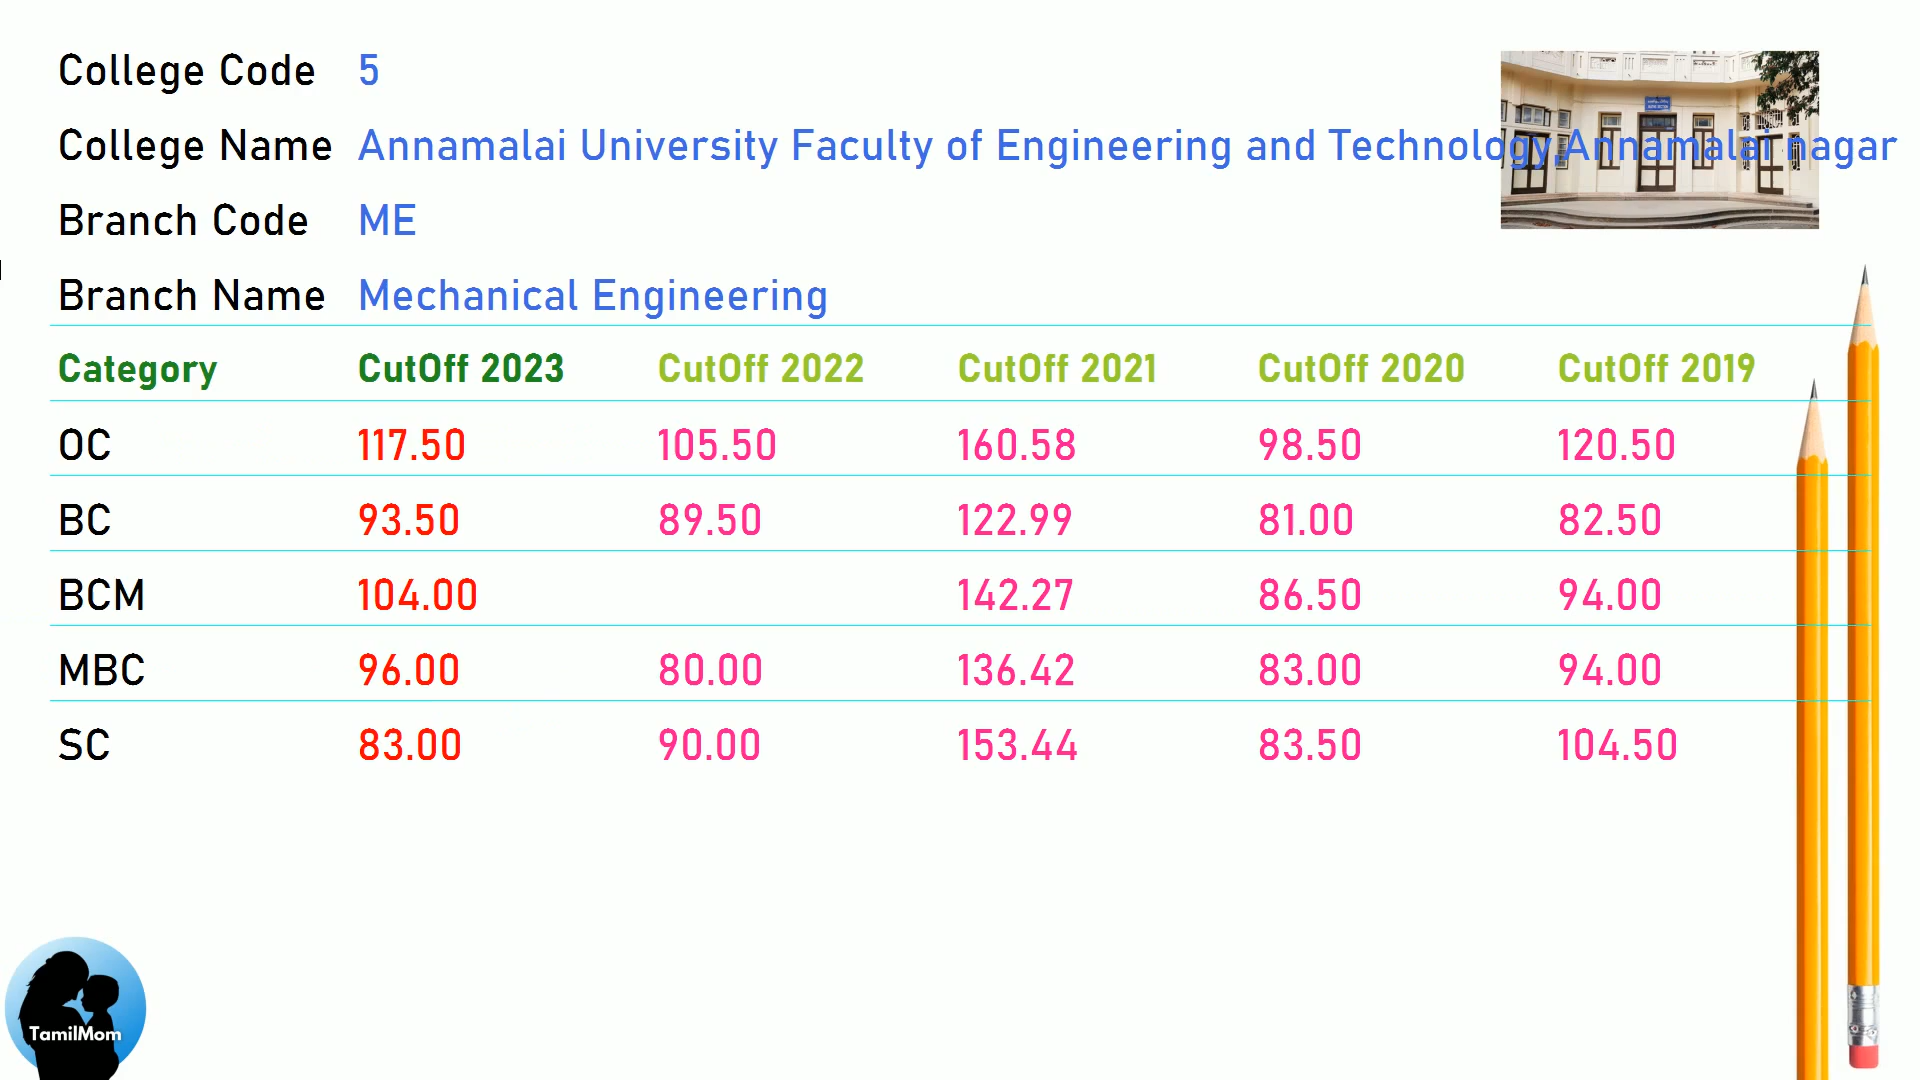 College Code 5
College Name Annamalai University Faculty of Engineering and Technology,Annamalai nagar
Branch Code ME
Branch Name Mechanical Engineering
Category CutOff 2023 CutOff 2022 CutOff 2021 CutOff 2020 CutOff 2019
OC 117.50 105.50 160.58 98.50 120.50
BC 93.50 89.50 122.99 81.00 82.50
BCM 104.00 142.27 86.50 94.00
MBC 96.00 80.00 136.42 83.00 94.00
SC 83.00 90.00 153.44 83.50 104.50
TamilMom